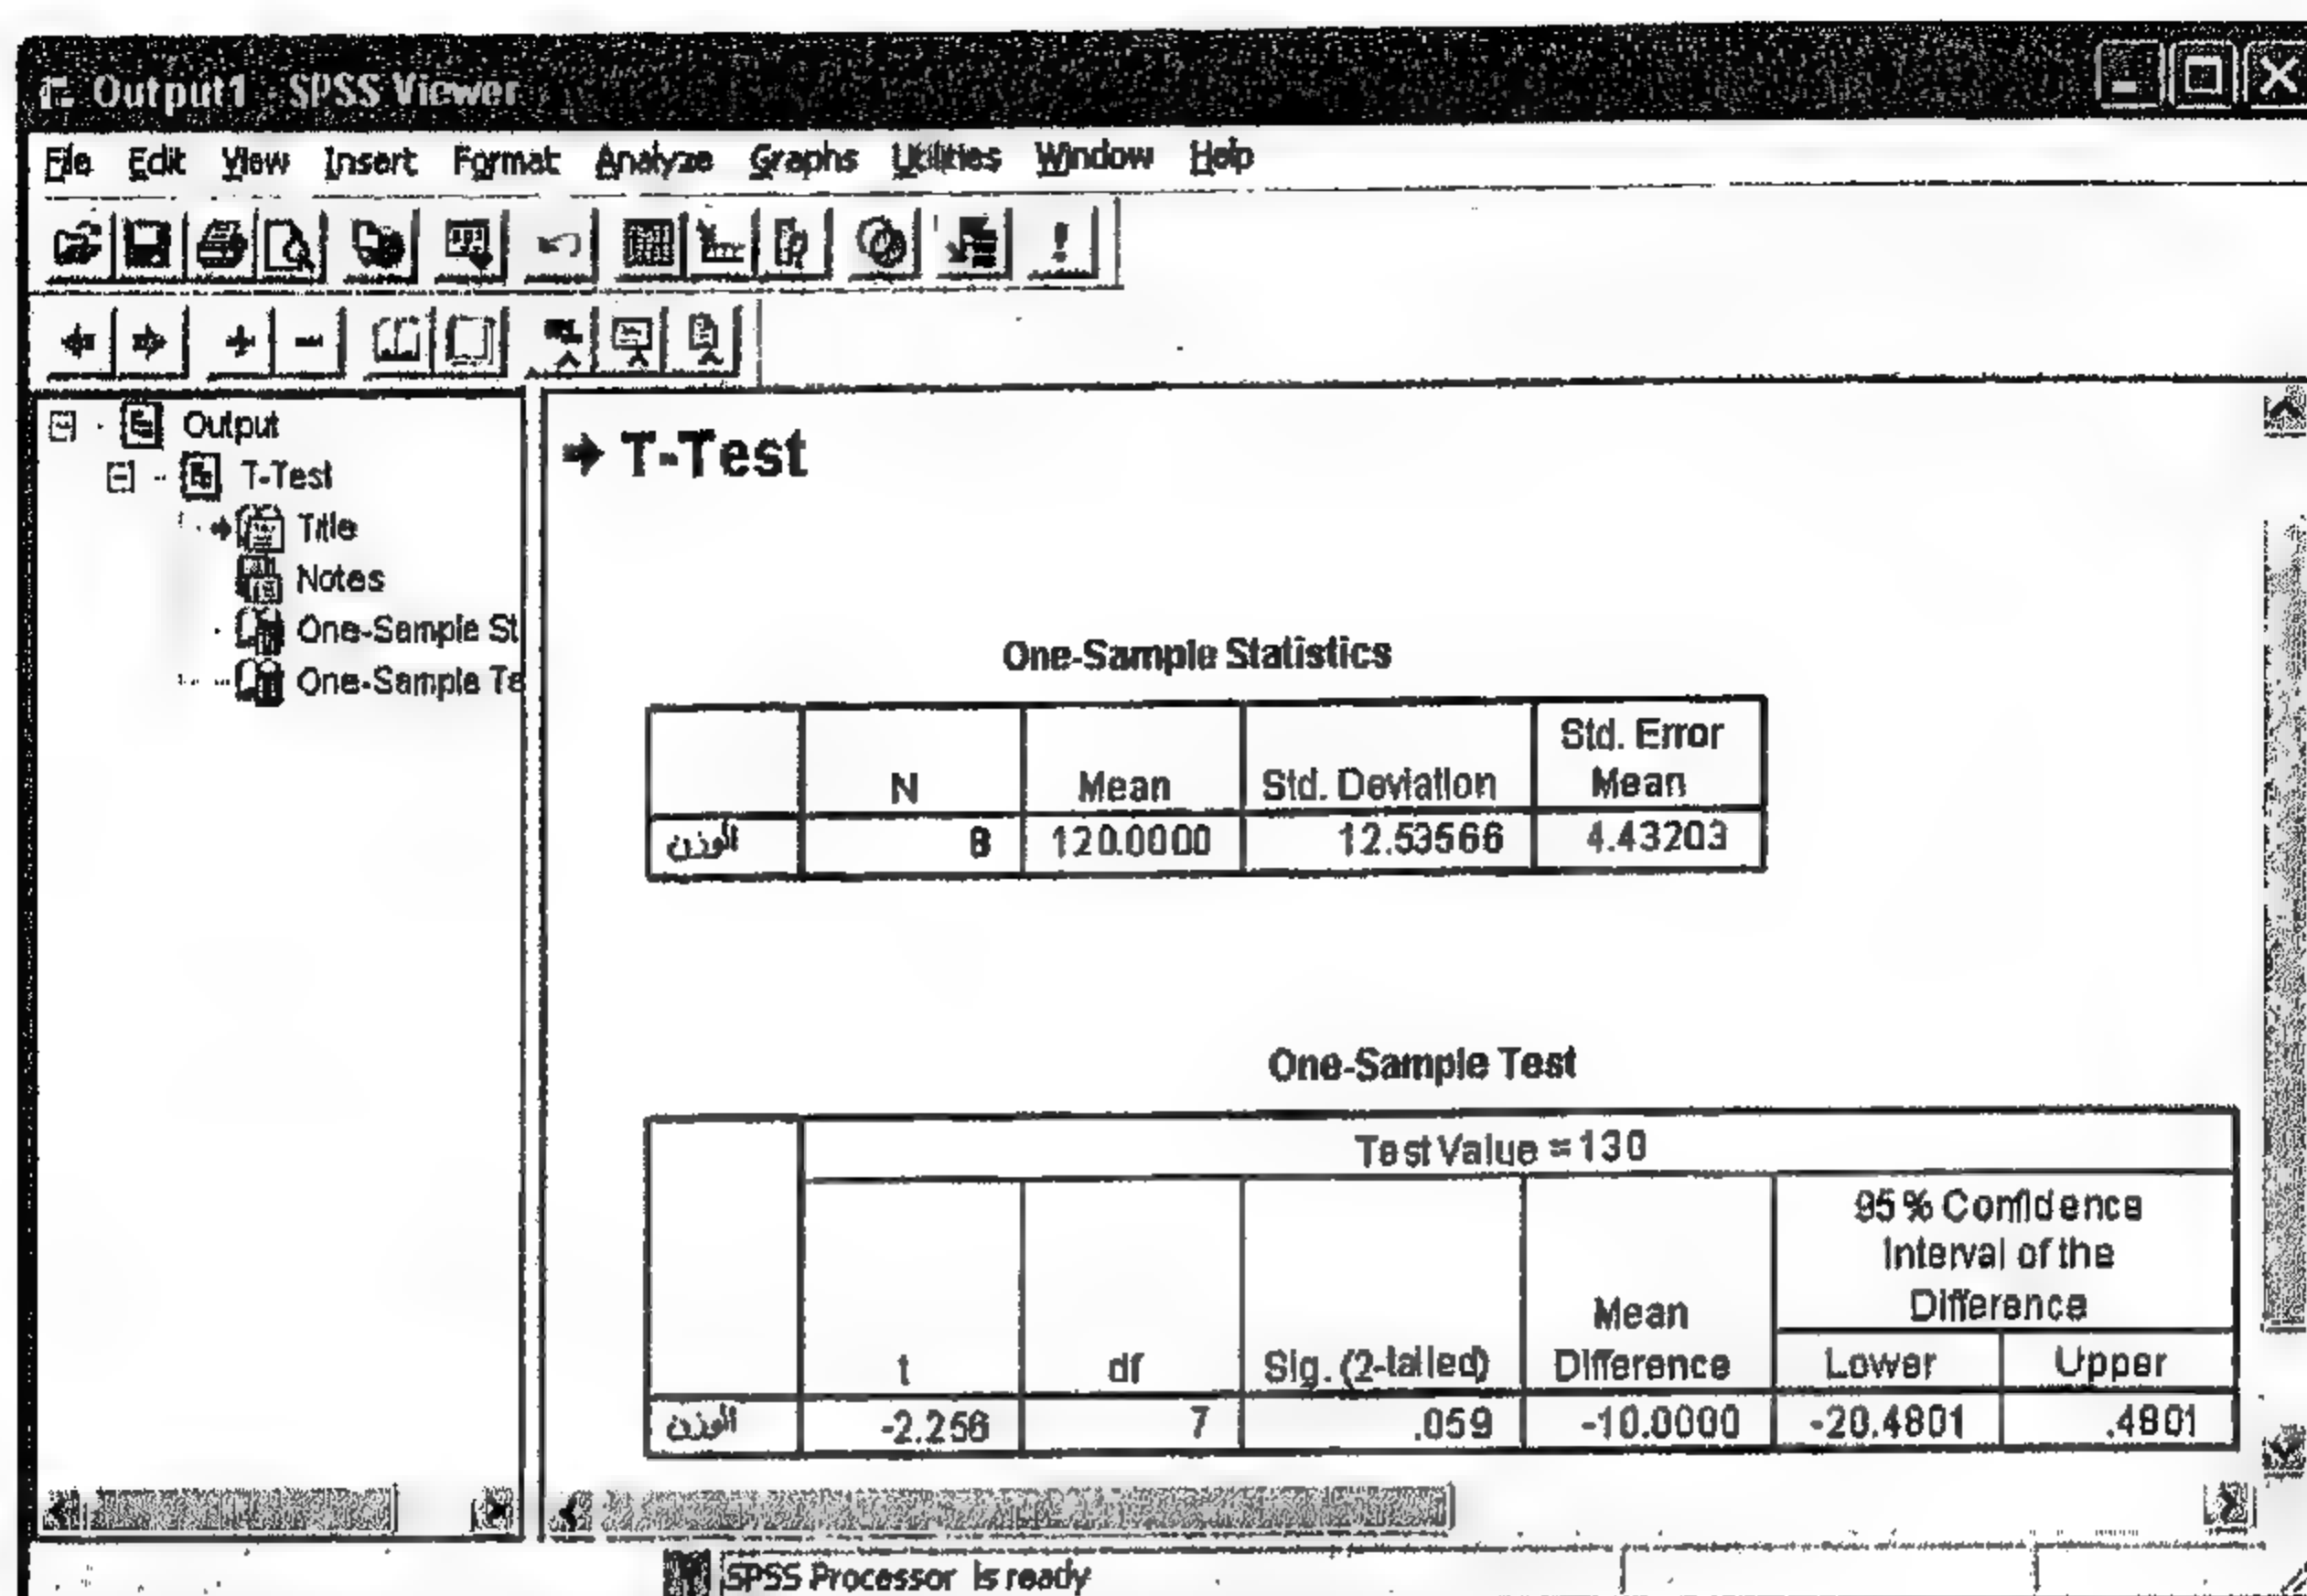 Output1 - SPSS Viewer
File Edit View Insert Format Analyze Graphs Utilities Window Help
Output
T-Test
Title
Notes
One-Sample St
One-Sample Te
T-Test
One-Sample Statistics
N Mean Std. Deviation Std. Error Mean
الوزن 8 120.0000 12.53566 4.43203
One-Sample Test
Test Value = 130
95% Confidence
Interval of the
Difference
t df Sig. (2-tailed) Mean Difference Lower Upper
الوزن -2.256 7 .059 -10.0000 -20.4801 .4801
SPSS Processor is ready